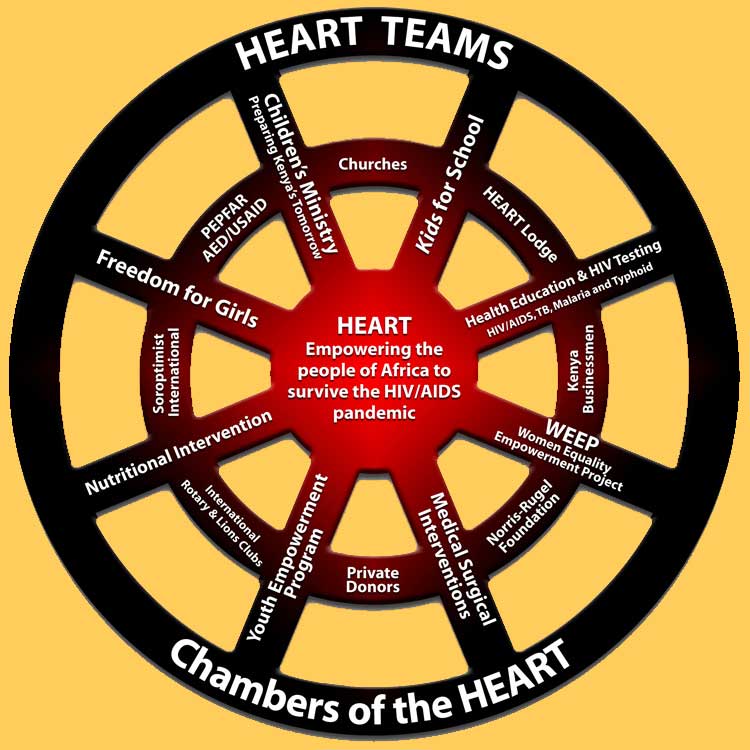 HEART TEAMS
Children's Ministry
Preparing Kenya's Tomorrow
Churches
Kids for School
HEART Lodge
Health Education & HIV Testing
HIV/AIDS, TB, Malaria and Typhoid
Kenya
Businessmen
WEEP
Women Equality
Empowerment Project
Norris-Rugel
Foundation
Medical Surgical
Interventions
Private
Donors
Youth Empowerment
Program
International
Rotary & Lions Clubs
Nutritional Intervention
Soroptimist
International
Freedom for Girls
PEPFAR
AED/USAID
HEART
Empowering the
people of Africa to
survive the HIV/AIDS
pandemic
Chambers of the HEART